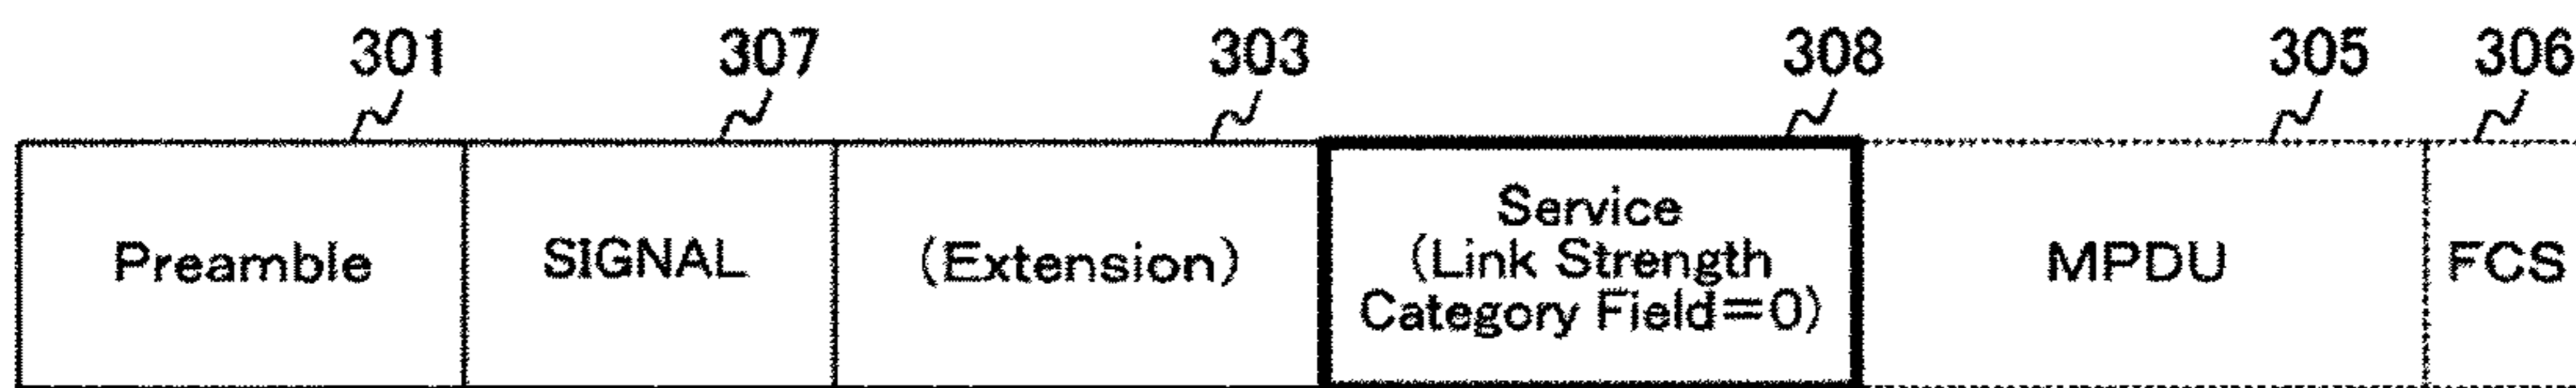 301 307 303 308 305 306
Preamble SIGNAL (Extension) Service
(Link Strength
Category Field=0) MPDU FCS